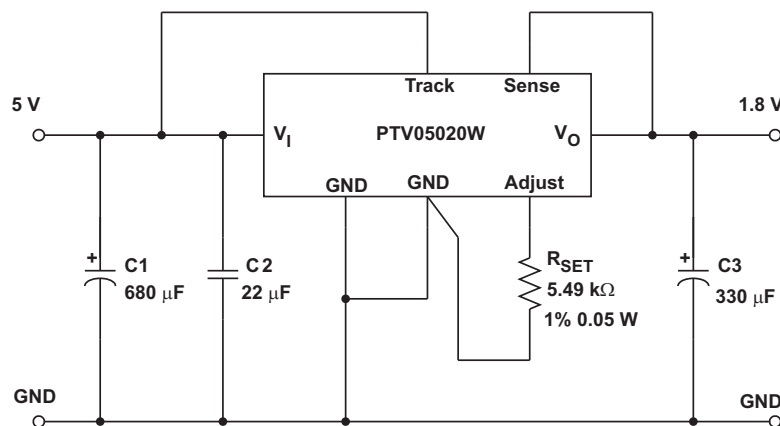 Track Sense
5 V
1.8 V
V_I
PTV05020W
V_O
GND
GND
Adjust
+
C1
680 μF
C2
22 μF
R_SET
5.49 kΩ
1% 0.05 W
+
C3
330 μF
GND
GND